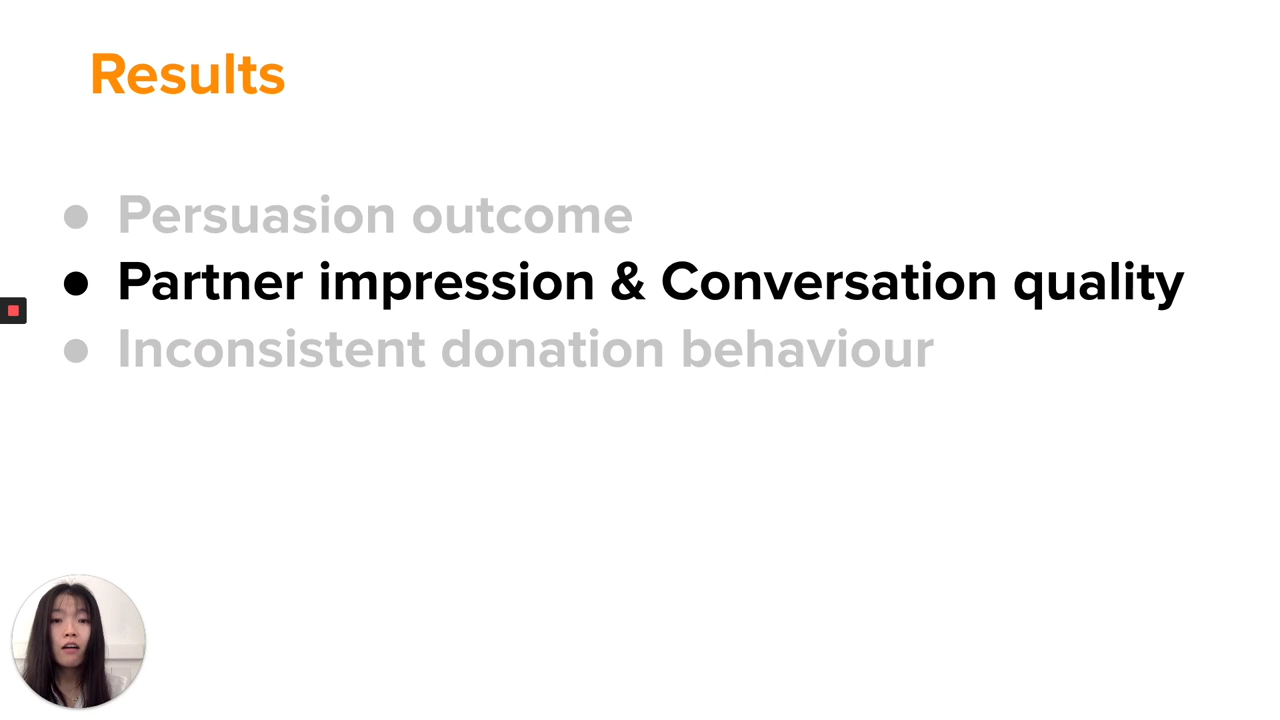 Results
● Persuasion outcome
● Partner impression & Conversation quality
● Inconsistent donation behaviour